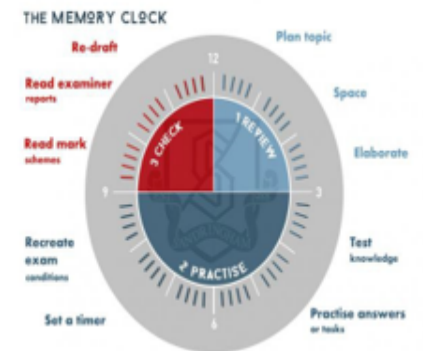 THE MEMORY CLOCK
Re-draft
Plan topic
12
Read examiner
reports
Space
3 CHECK
1 REVIEW
Read mark
schemes
Elaborate
9
3
Recreate
exam
conditions
Test
knowledge
2 PRACTISE
Set a timer
6
Practise answers
or tasks